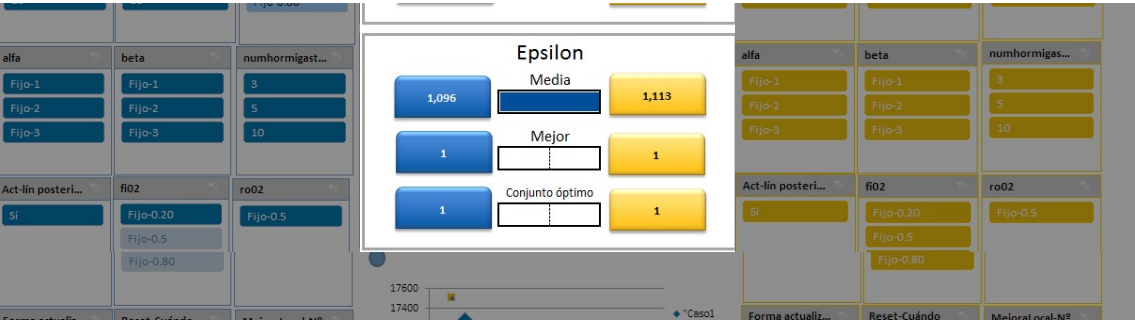 Epsilon
Media
1,096
1,113
Mejor
1
1
Conjunto óptimo
1
1
alfa
beta
numhormigast...
Fijo-1
Fijo-1
3
Fijo-2
Fijo-2
5
Fijo-3
Fijo-3
10
Act-lín posteri...
fi02
ro02
Sí
Fijo-0.20
Fijo-0.5
Fijo-0.5
Fijo-0.80
alfa
beta
numhormigas...
Fijo-1
Fijo-1
3
Fijo-2
Fijo-2
5
Fijo-3
Fijo-3
10
Act-lín posteri...
fi02
ro02
Sí
Fijo-0.20
Fijo-0.5
Fijo-0.5
Fijo-0.80
17600
17400
"Caso1
Forma actualiz...
Reset-Cuándo
MejoraLocal-Nº